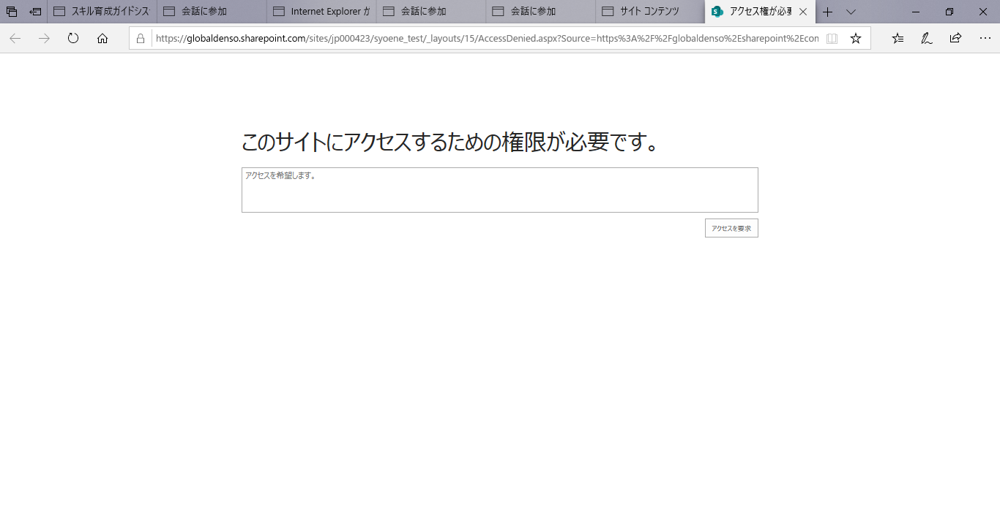 スキル育成ガイドシス
会話に参加
Internet Explorer か
会話に参加
会話に参加
サイト コンテンツ
アクセス権が必要
https://globaldenso.sharepoint.com/sites/jp000423/syoene_test/_layouts/15/AccessDenied.aspx?Source=https%3A%2F%2Fglobaldenso%2Esharepoint%2Ecom
このサイトにアクセスするための権限が必要です。
アクセスを希望します。
アクセスを要求